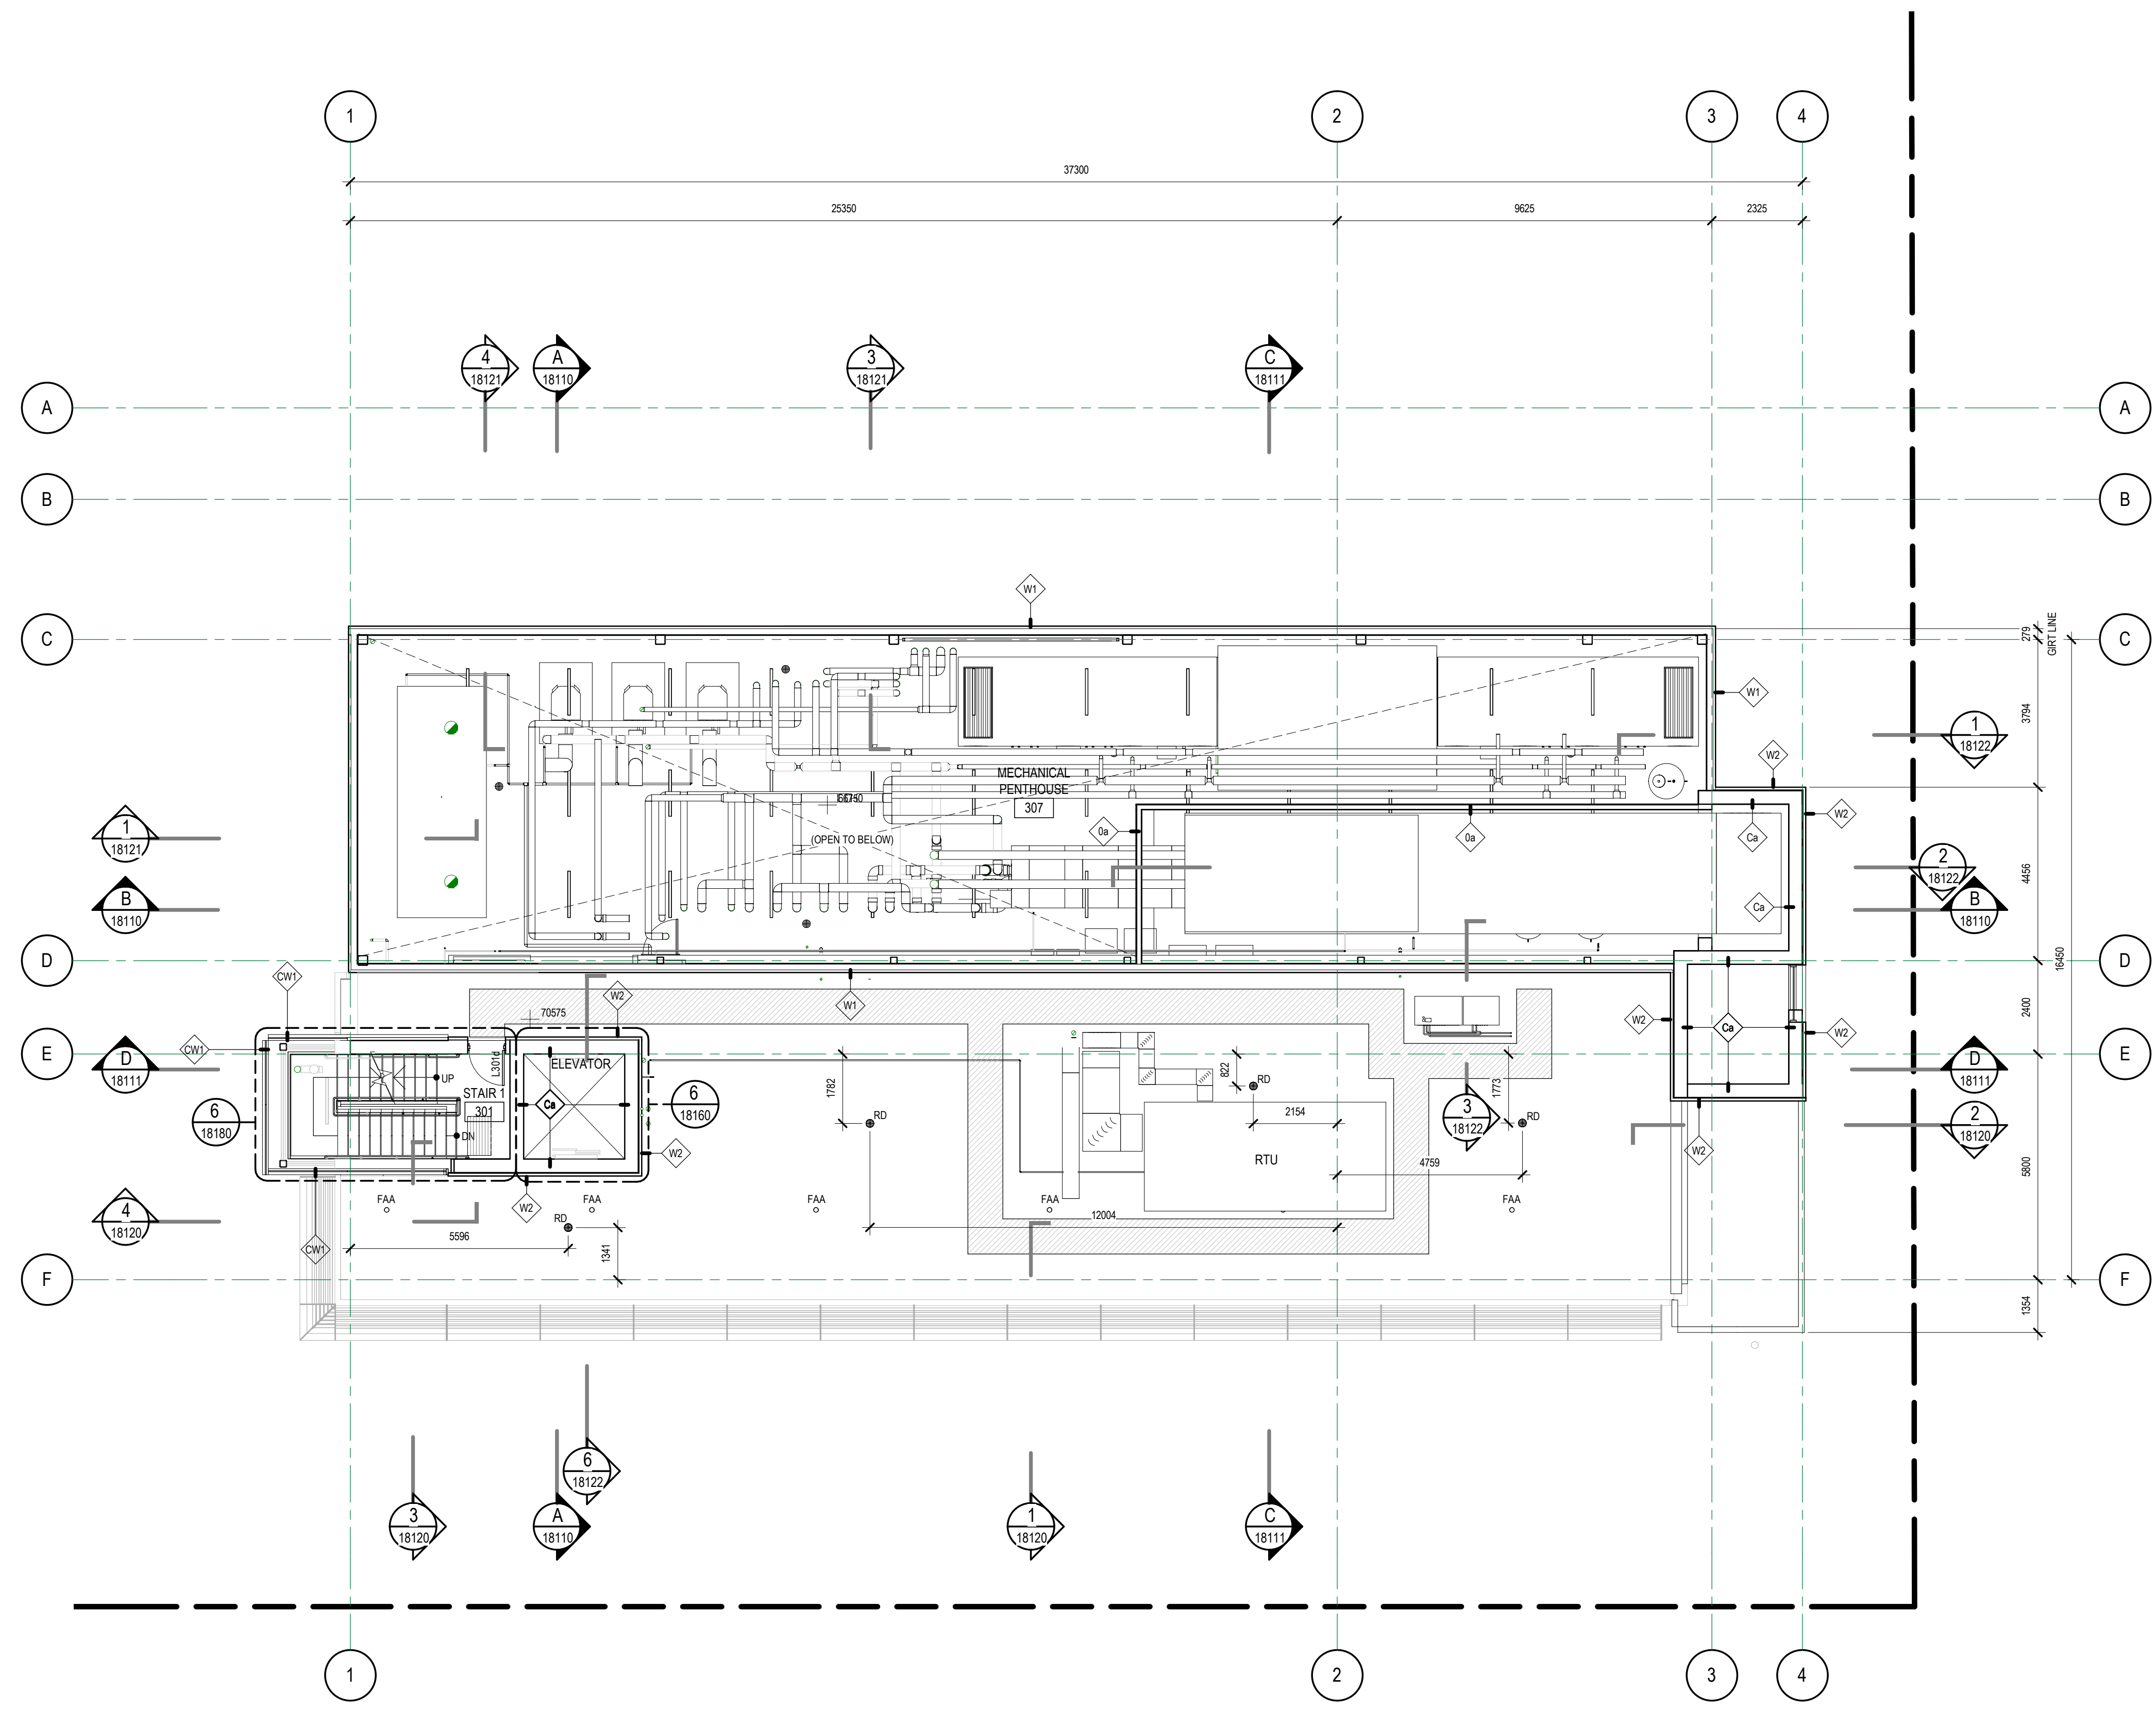 1
2
3
4
37300
25350
9625
2325
4
18121
A
18110
3
18121
C
18111
A
A
B
B
W1
GIRT LINE
279
C
C
W1
3794
1
18122
W2
MECHANICAL
PENTHOUSE
307
W2
1
18121
(OPEN TO BELOW)
0a
0a
Ca
2
18122
4456
B
18110
Ca
B
18110
D
D
16450
CW1
W2
W1
70575
W2
Ca
W2
2400
CW1
E
E
D
18111
L301d
ELEVATOR
UP
STAIR 1
301
DN
Ca
6
18180
6
18160
1782
RD
822
RD
2154
1773
RD
3
18122
D
18111
2
18120
W2
W2
RTU
4759
5800
FAA
FAA
FAA
FAA
FAA
W2
RD
12004
4
18120
5596
1341
CW1
F
F
1354
6
18122
3
18120
A
18110
1
18120
C
18111
1
2
3
4